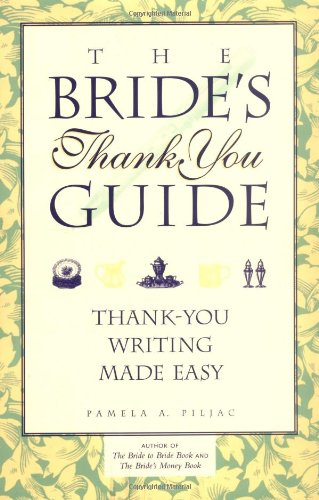 THE
BRIDE'S
Thank You
GUIDE
THANK-YOU
WRITING
MADE EASY
PAMELA A. PILJAC
AUTHOR OF
The Bride to Bride Book AND
The Bride's Money Book